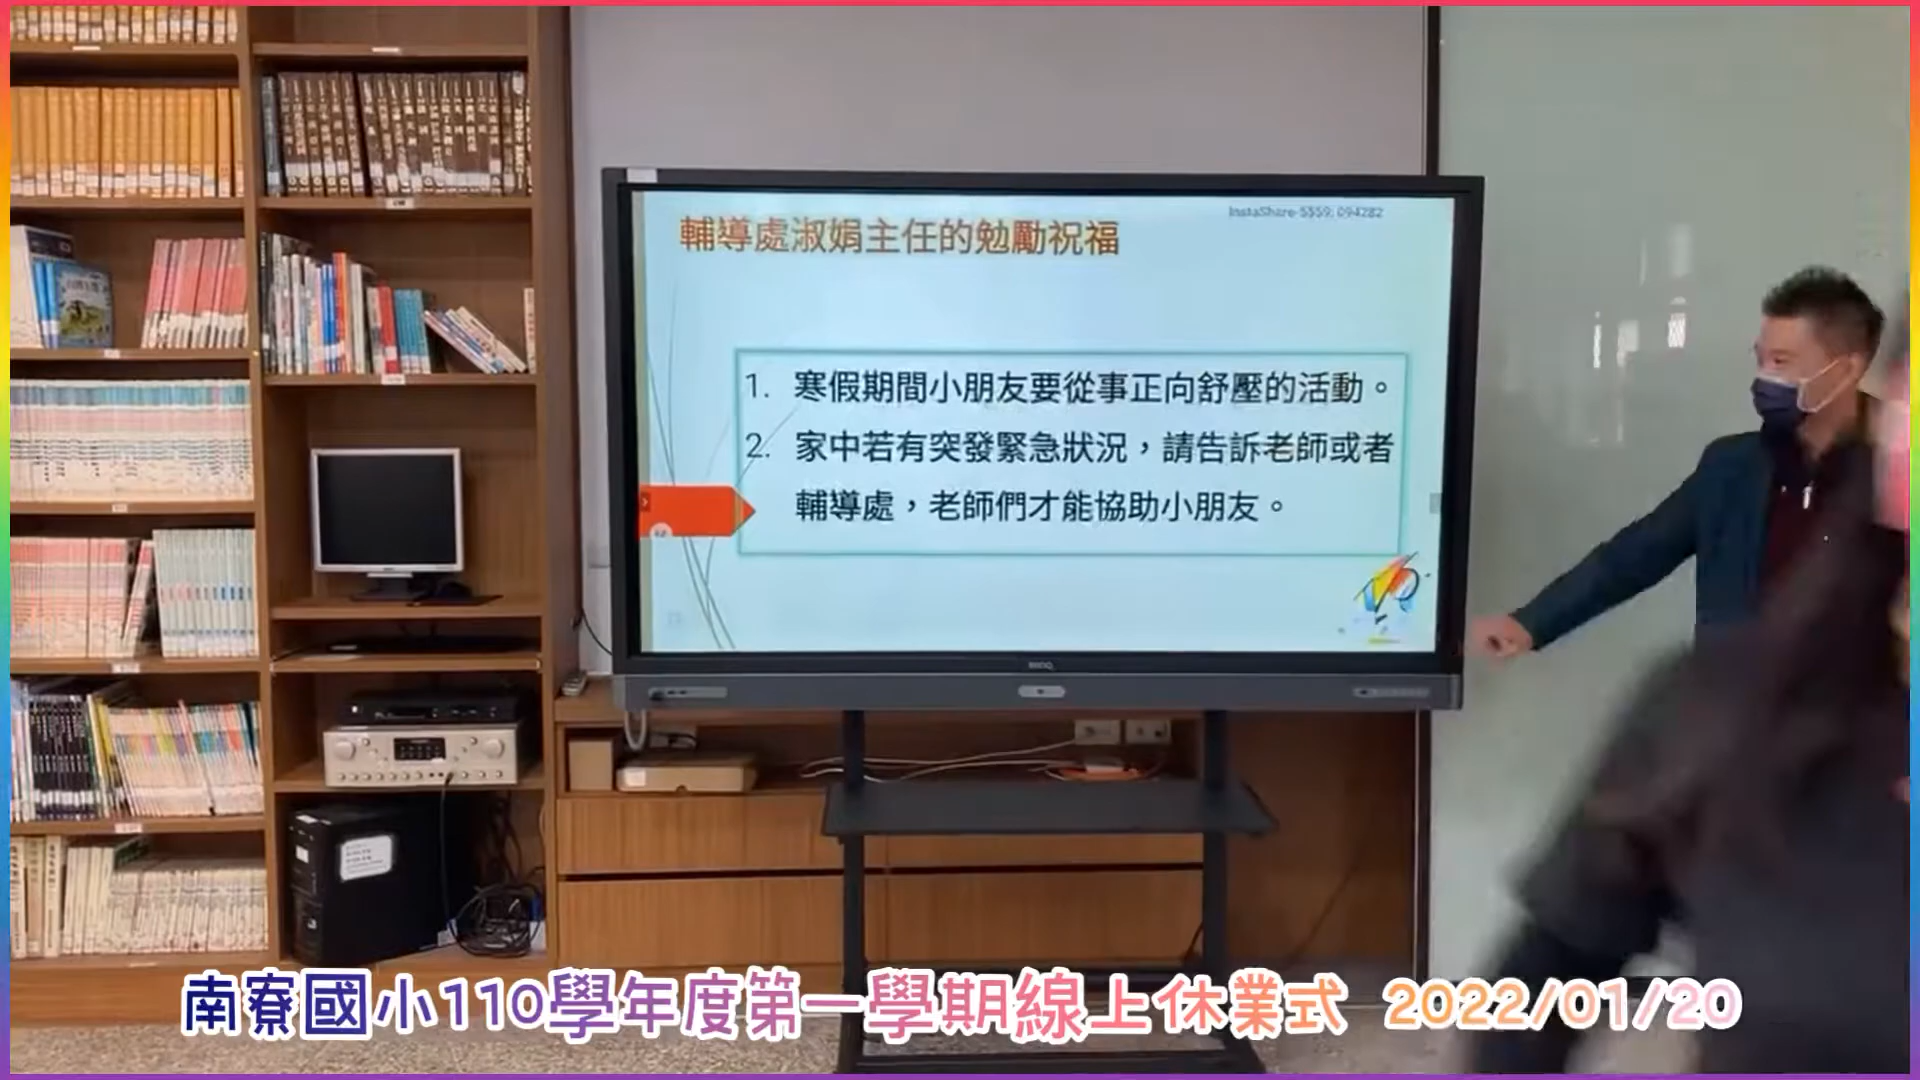 InstaShare-5559: 094282
輔導處淑娟主任的勉勵祝福
1. 寒假期間小朋友要從事正向舒壓的活動。
2. 家中若有突發緊急狀況，請告訴老師或者
輔導處，老師們才能協助小朋友。
BenQ
南寮國小110學年度第一學期線上休業式 2022/01/20